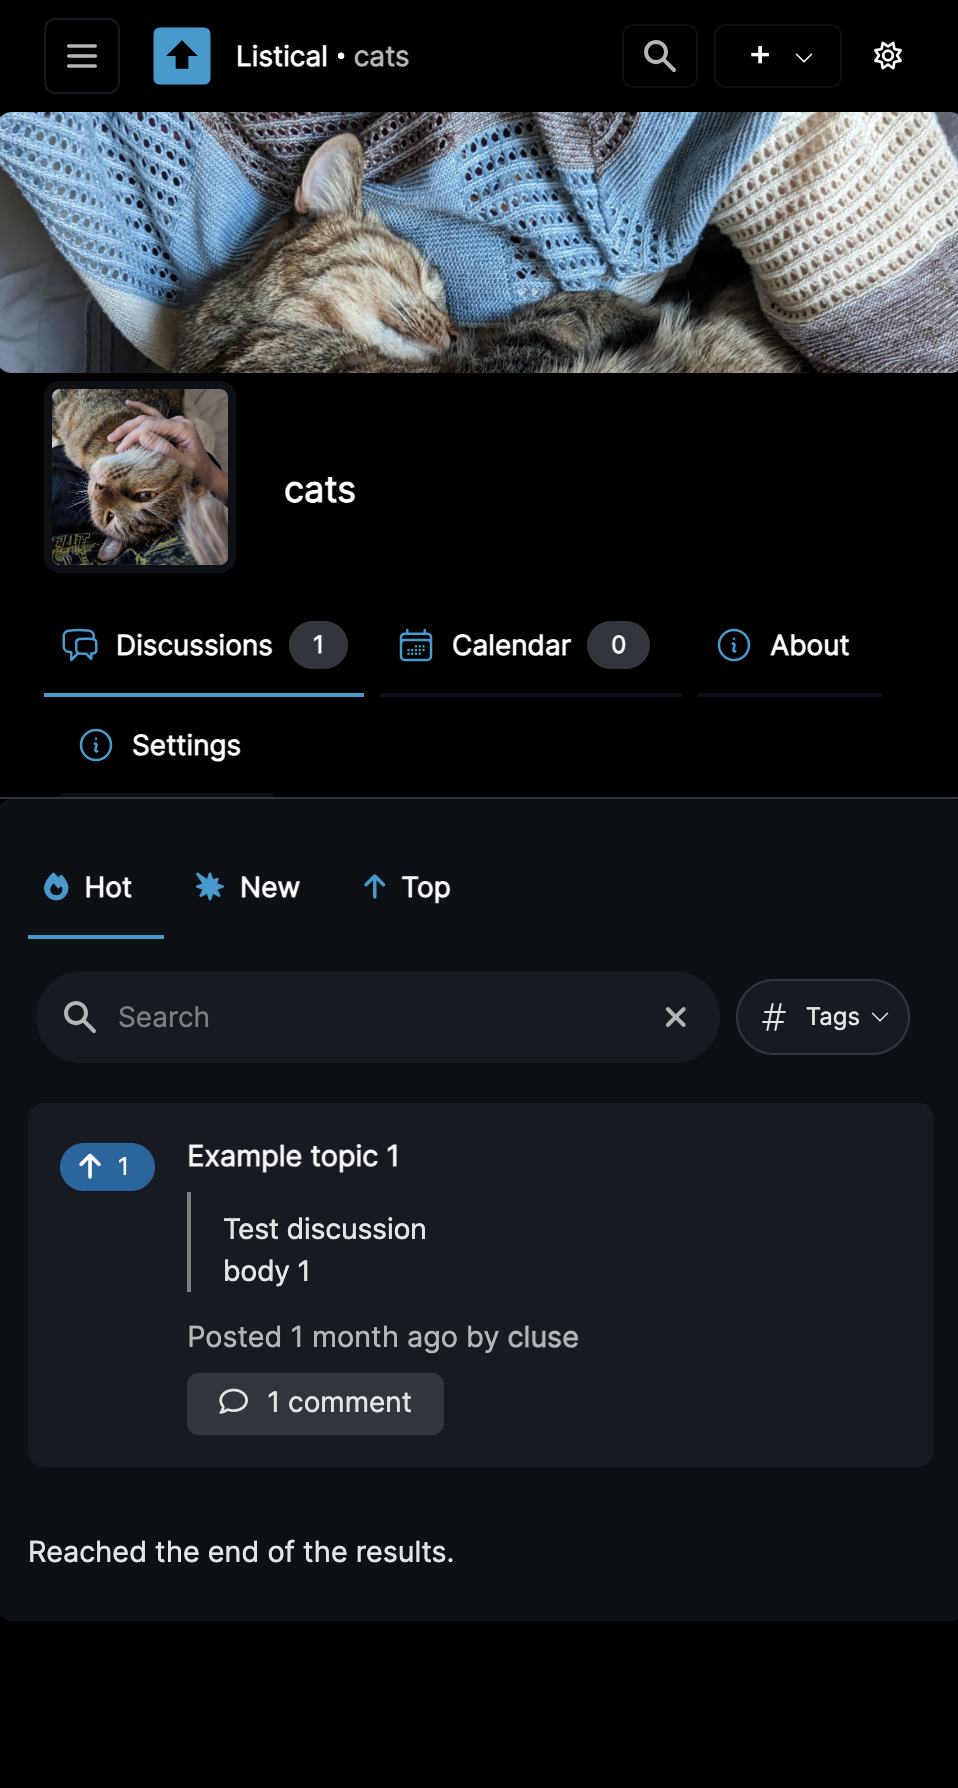 Listical • cats
cats
Discussions 1
Calendar 0
About
Settings
Hot
New
Top
Search
# Tags
1
Example topic 1
Test discussion
body 1
Posted 1 month ago by cluse
1 comment
Reached the end of the results.